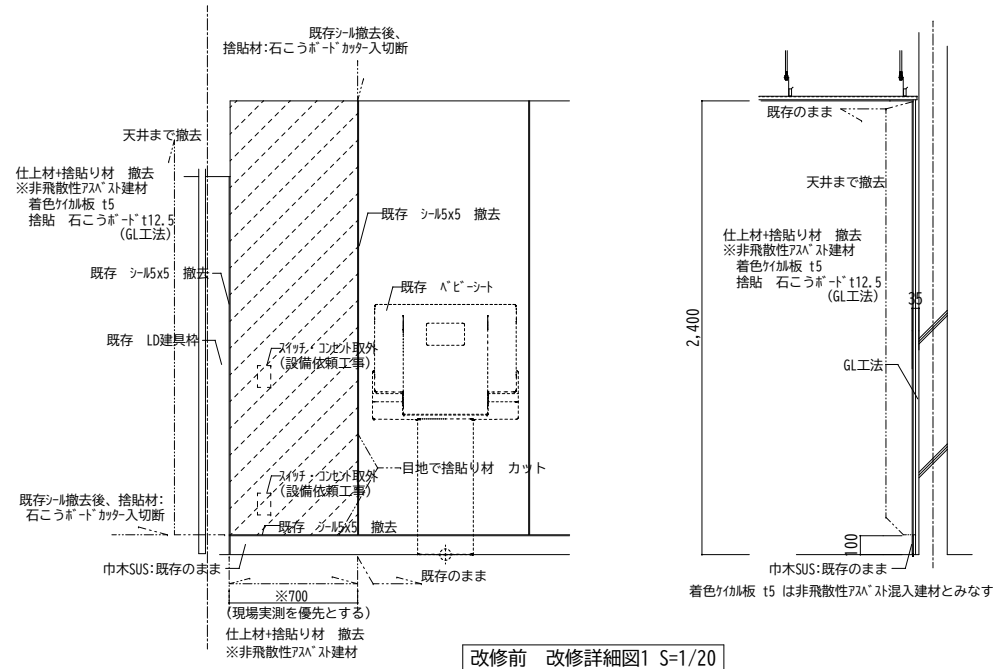 既存シール撤去後、
捨貼材:石こうボードカッター入切断
天井まで撤去
仕上材+捨貼り材 撤去
※非飛散性アスベスト建材
着色ケイカル板 t5
捨貼 石こうボードt12.5
(GL工法)
既存 シール5x5 撤去
既存 シール5x5 撤去
既存 ベビーシート
既存 LD建具枠
スイッチ・コンセント取外
(設備依頼工事)
目地で捨貼り材 カット
スイッチ・コンセント取外
(設備依頼工事)
既存シール撤去後、捨貼材:
石こうボードカッター入切断
既存 シール5x5 撤去
巾木SUS:既存のまま
既存のまま
※700
(現場実測を優先とする)
仕上材+捨貼り材 撤去
※非飛散性アスベスト建材
既存のまま
天井まで撤去
仕上材+捨貼り材 撤去
※非飛散性アスベスト建材
着色ケイカル板 t5
捨貼 石こうボードt12.5
(GL工法)
35
2,400
GL工法
100
巾木SUS:既存のまま
着色ケイカル板 t5 は非飛散性アスベスト混入建材とみなす
改修前 改修詳細図1 S=1/20